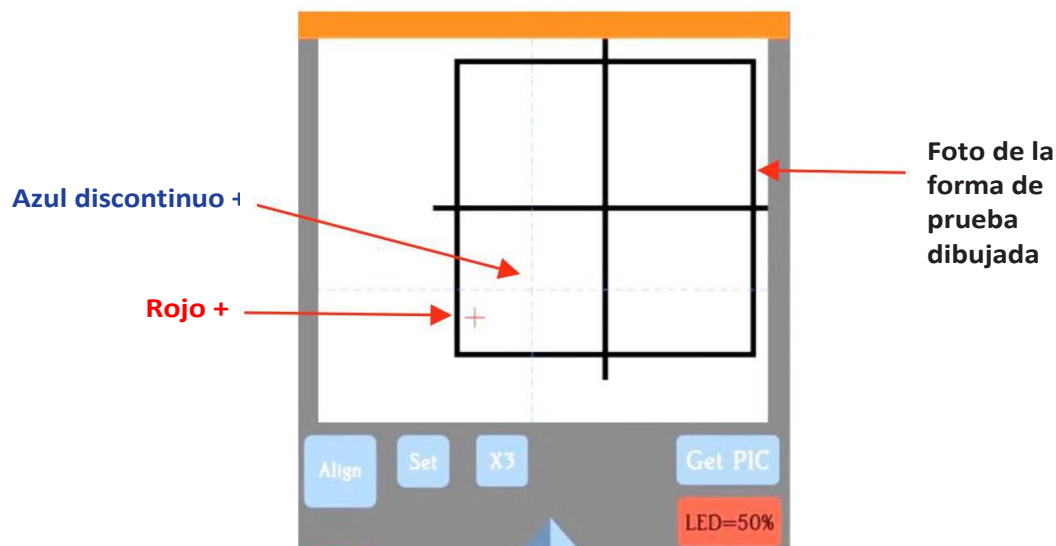 Azul discontinuo +
Rojo +
Foto de la
forma de
prueba
dibujada
Align
Set
X3
Get PIC
LED=50%